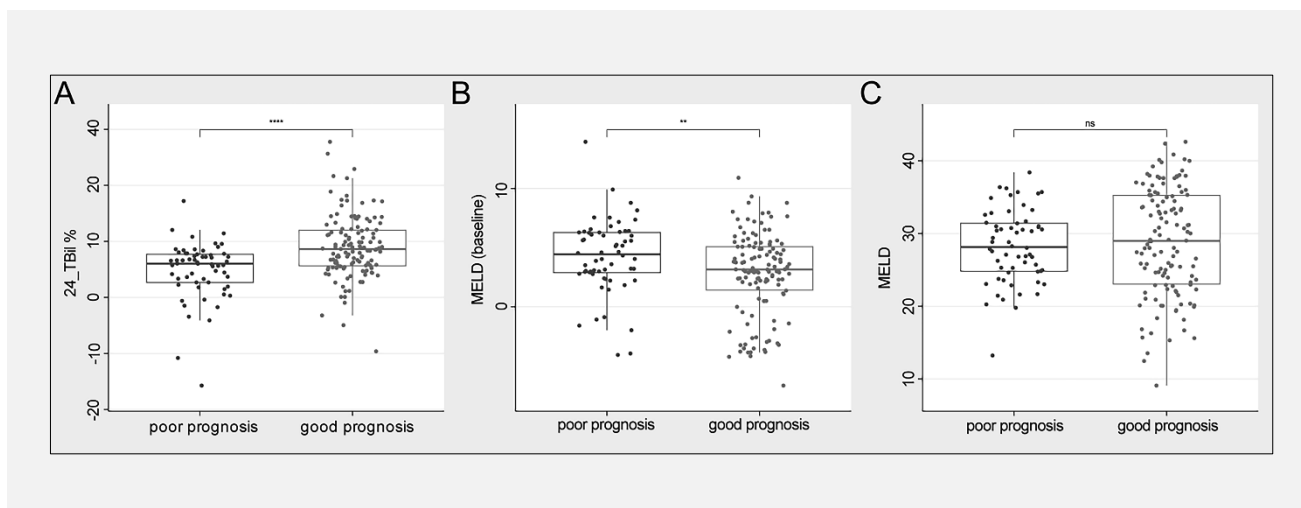 A
B
C
****
**
ns
24_TBil %
40
20
10
0
-10
-20
MELD (baseline)
10
0
MELD
40
30
20
10
poor prognosis
good prognosis
poor prognosis
good prognosis
poor prognosis
good prognosis